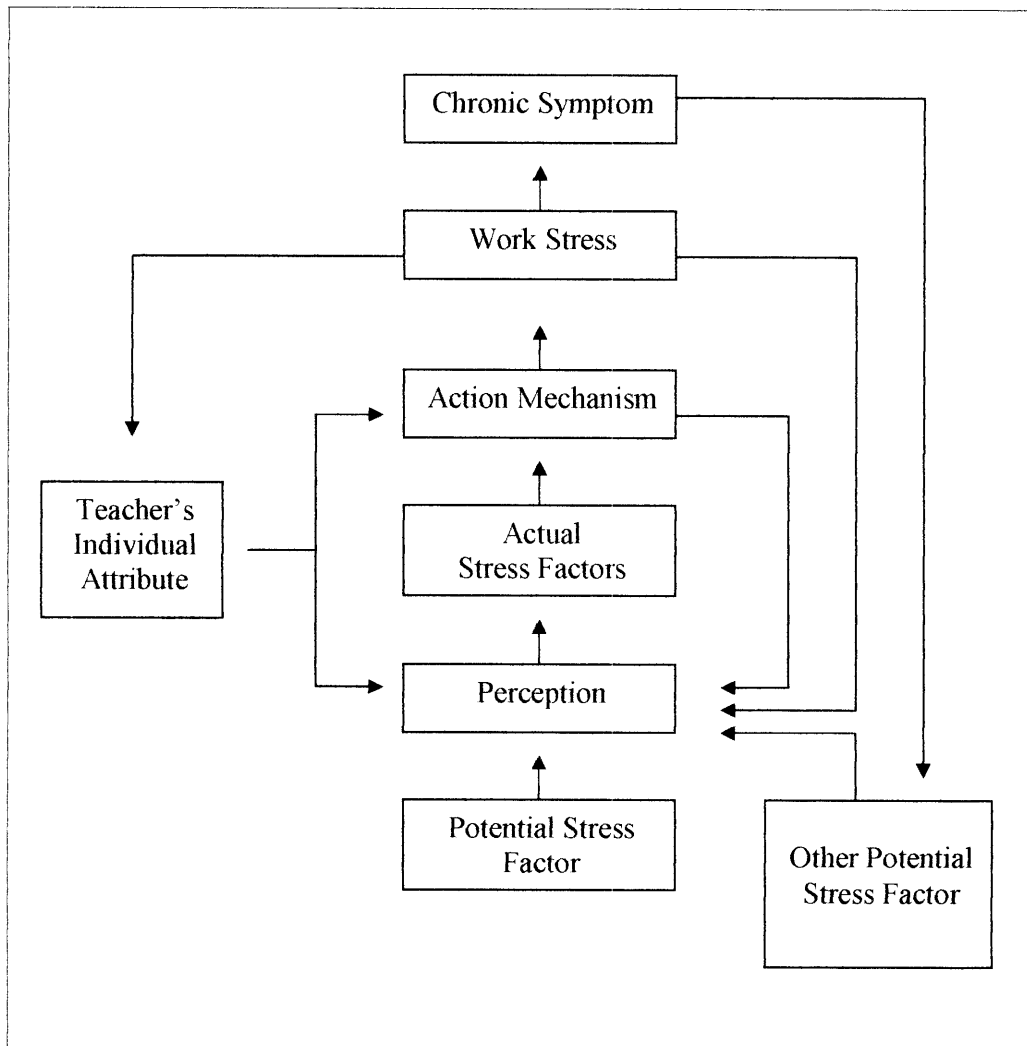 Chronic Symptom
Work Stress
Action Mechanism
Teacher’s
Individual
Attribute
Actual
Stress Factors
Perception
Potential Stress
Factor
Other Potential
Stress Factor